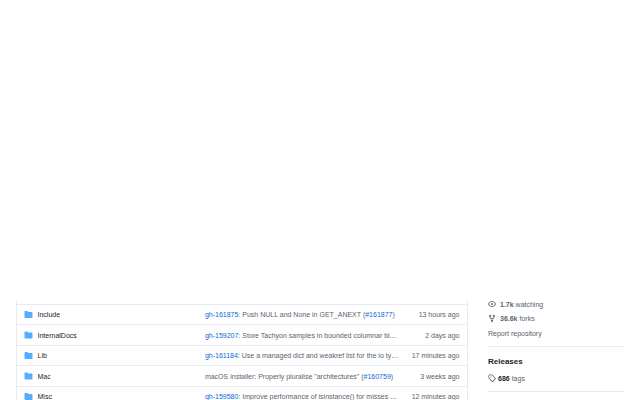 Include gh-161875: Push NULL and None in GET_ANEXT (#161877) 13 hours ago
InternalDocs gh-159207: Store Tachyon samples in bounded columnar bl... 2 days ago
Lib gh-161184: Use a managed dict and weakref list for the io ty... 17 minutes ago
Mac macOS installer: Properly pluralise "architectures" (#160759) 3 weeks ago
Misc gh-159580: Improve performance of isinstance() for misses ... 12 minutes ago
1.7k watching
36.6k forks
Report repository
Releases
686 tags